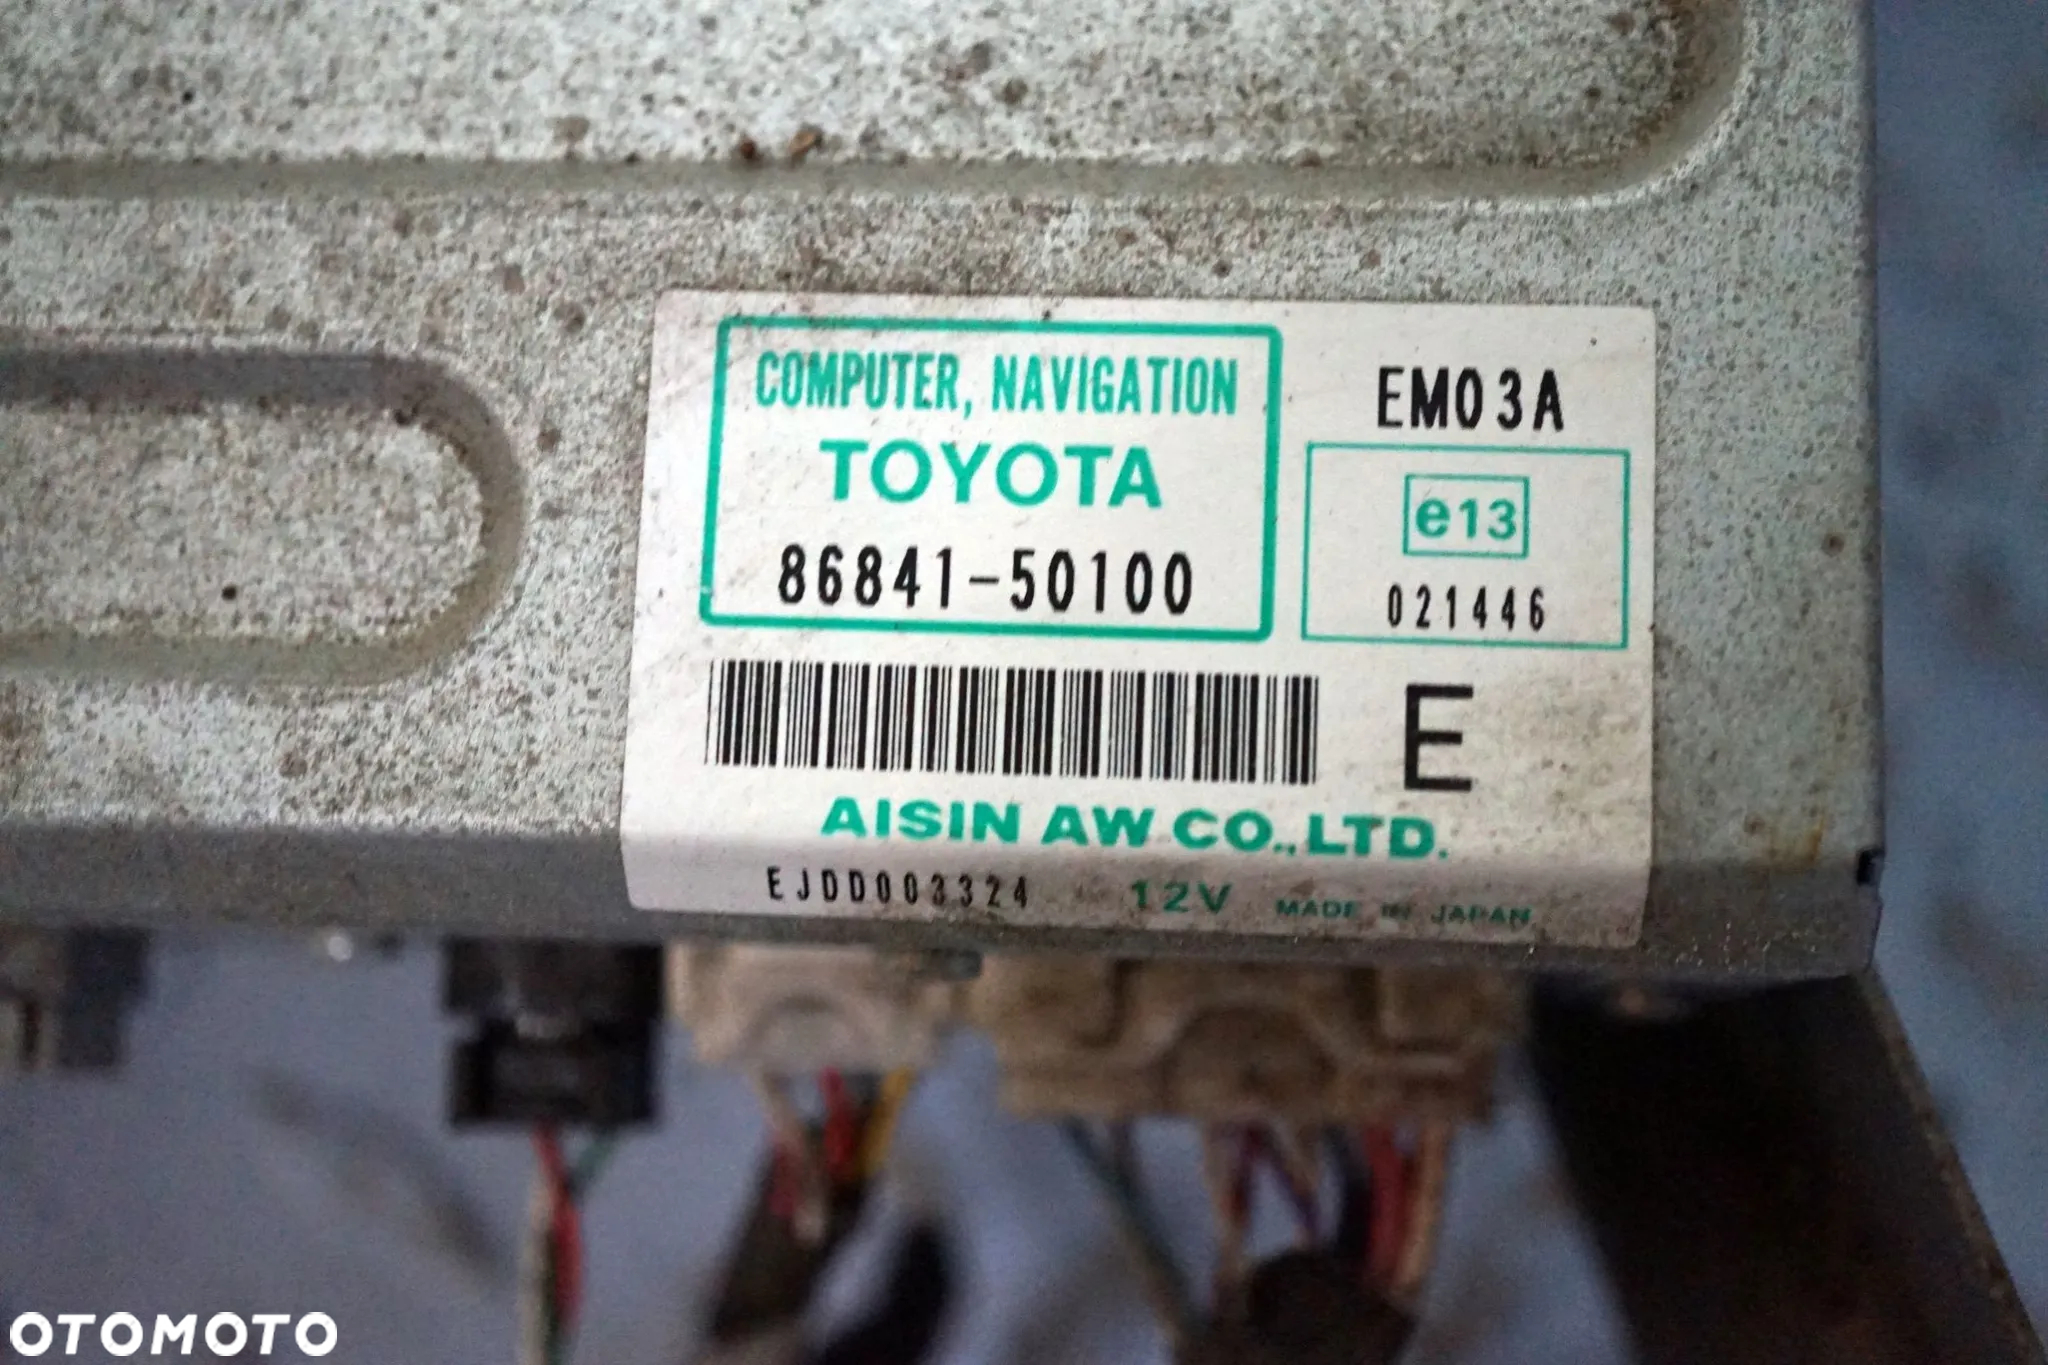 COMPUTER, NAVIGATION
TOYOTA
86841-50100
EM03A
e13
021446
E
AISIN AW CO., LTD.
EJDD003324 12V MADE IN JAPAN
OTOMOTO